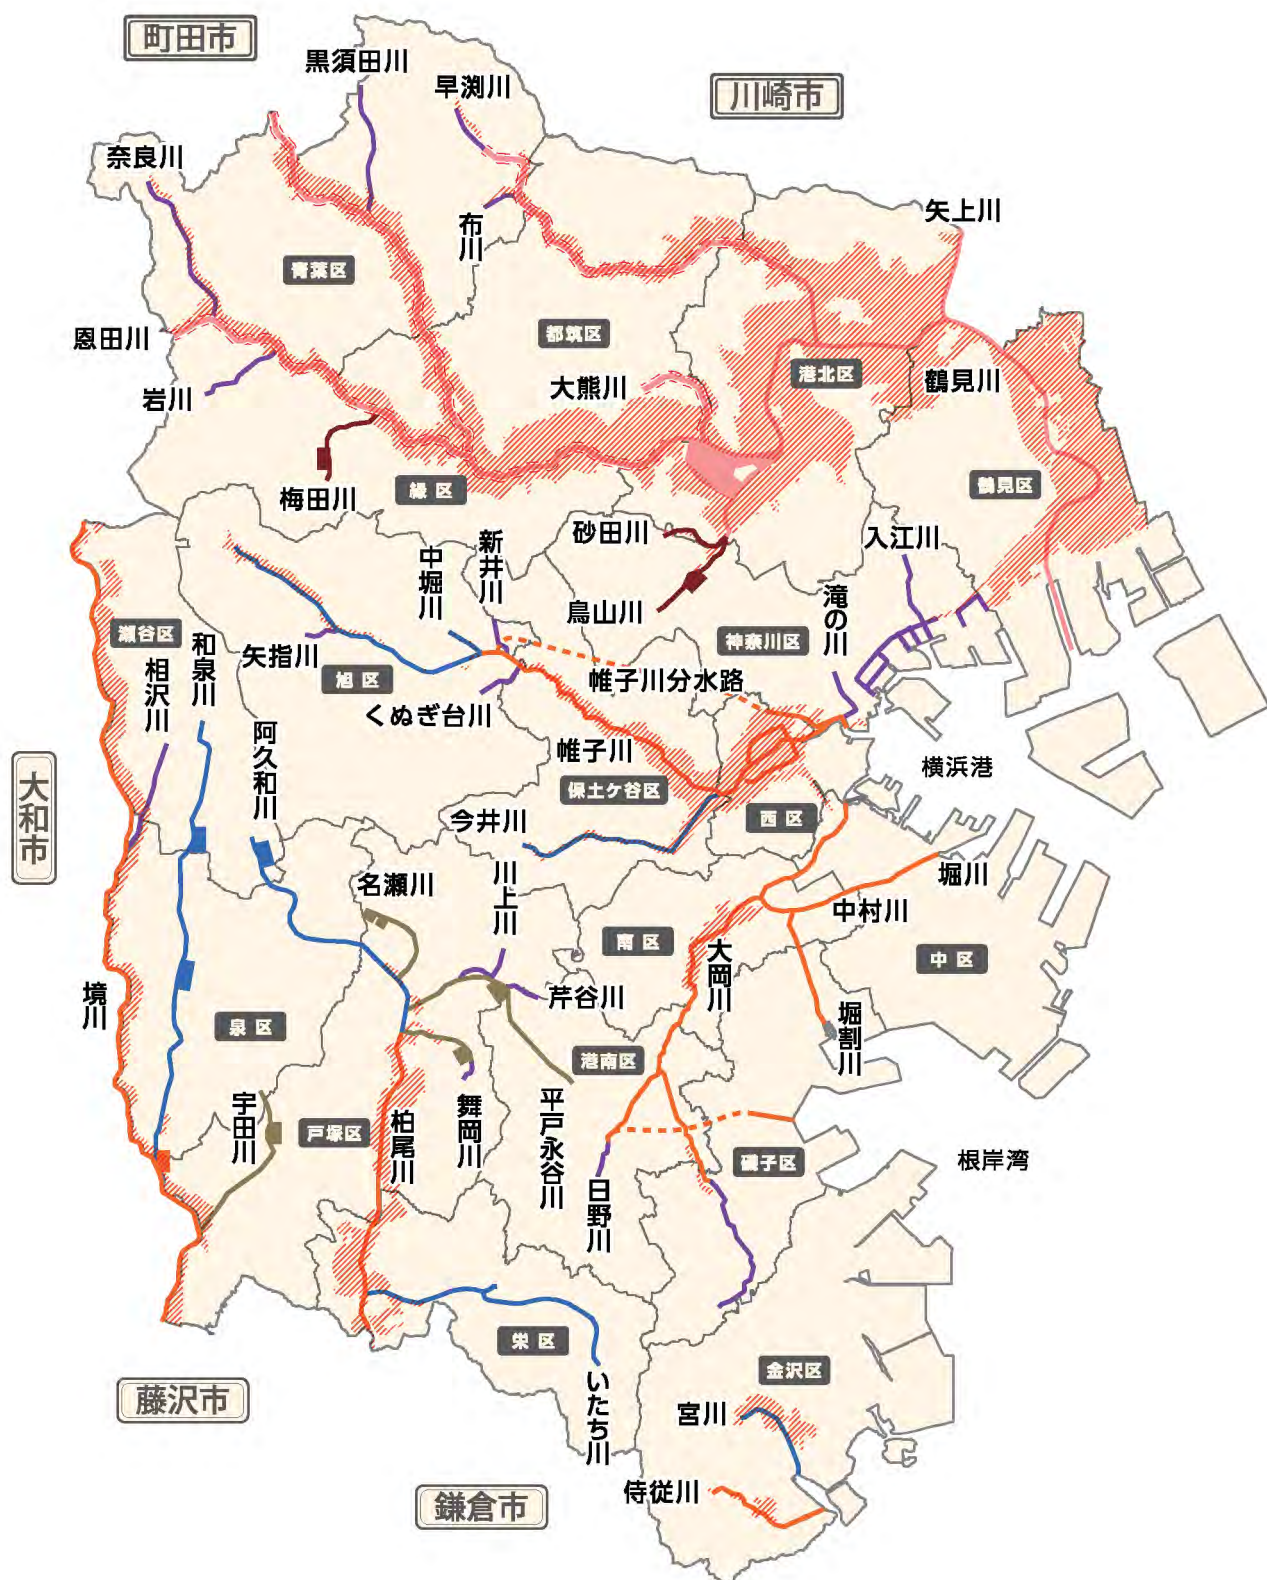 町田市
黒須田川
早渕川
川崎市
奈良川
布川
矢上川
青葉区
恩田川
都筑区
港北区
岩川
大熊川
鶴見川
梅田川
緑区
鶴見区
砂田川
入江川
新井川
中堀川
鳥山川
滝の川
瀬谷区
和泉川
相沢川
矢指川
旭区
神奈川区
帷子川分水路
くぬぎ台川
阿久和川
帷子川
横浜港
大和市
保土ケ谷区
西区
今井川
名瀬川
川上川
堀川
中村川
南区
大岡川
中区
境川
芹谷川
堀割川
泉区
港南区
宇田川
戸塚区
柏尾川
舞岡川
平戸永谷川
日野川
磯子区
根岸湾
栄区
いたち川
金沢区
藤沢市
宮川
侍従川
鎌倉市